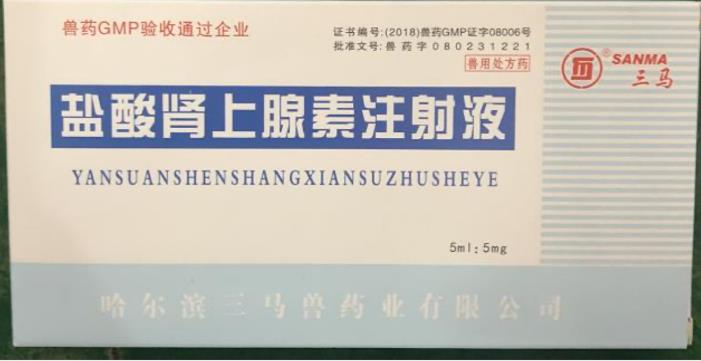 兽药GMP验收通过企业
证书编号:(2018)兽药GMP证字08006号
批准文号:兽药字080231221
兽用处方药
SANMA
三马
盐酸肾上腺素注射液
YANSUANSHENSHANGXIANSUZHUSHEYE
5ml:5mg
哈尔滨三马兽药业有限公司